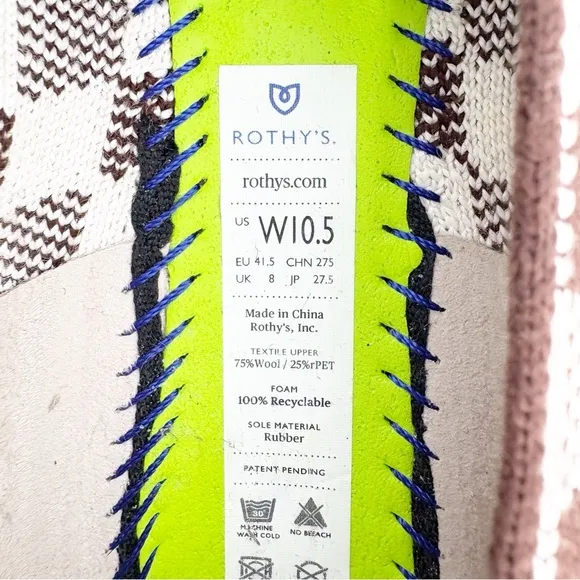 ROTHY'S.
rothys.com
US W10.5
EU 41.5 CHN 275
UK 8 JP 27.5
Made in China
Rothy's, Inc.
TEXTILE UPPER
75%Wool / 25%rPET
FOAM
100% Recyclable
SOLE MATERIAL
Rubber
PATENT PENDING
30°
MACHINE WASH COLD
NO BLEACH